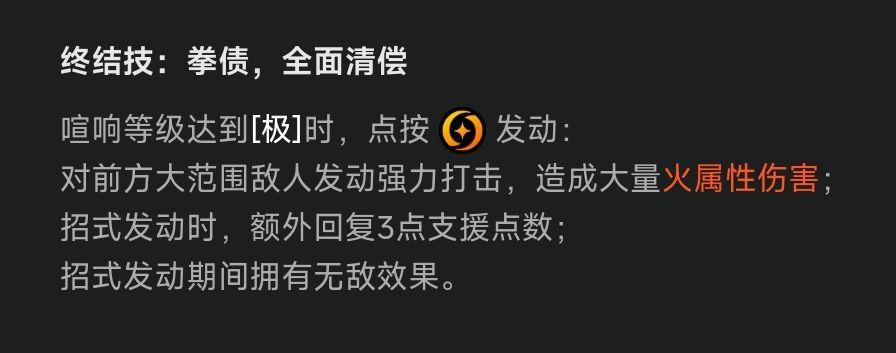 终结技：拳债，全面清偿
喧响等级达到[极]时，点按 发动：
对前方大范围敌人发动强力打击，造成大量火属性伤害；
招式发动时，额外回复3点支援点数；
招式发动期间拥有无敌效果。